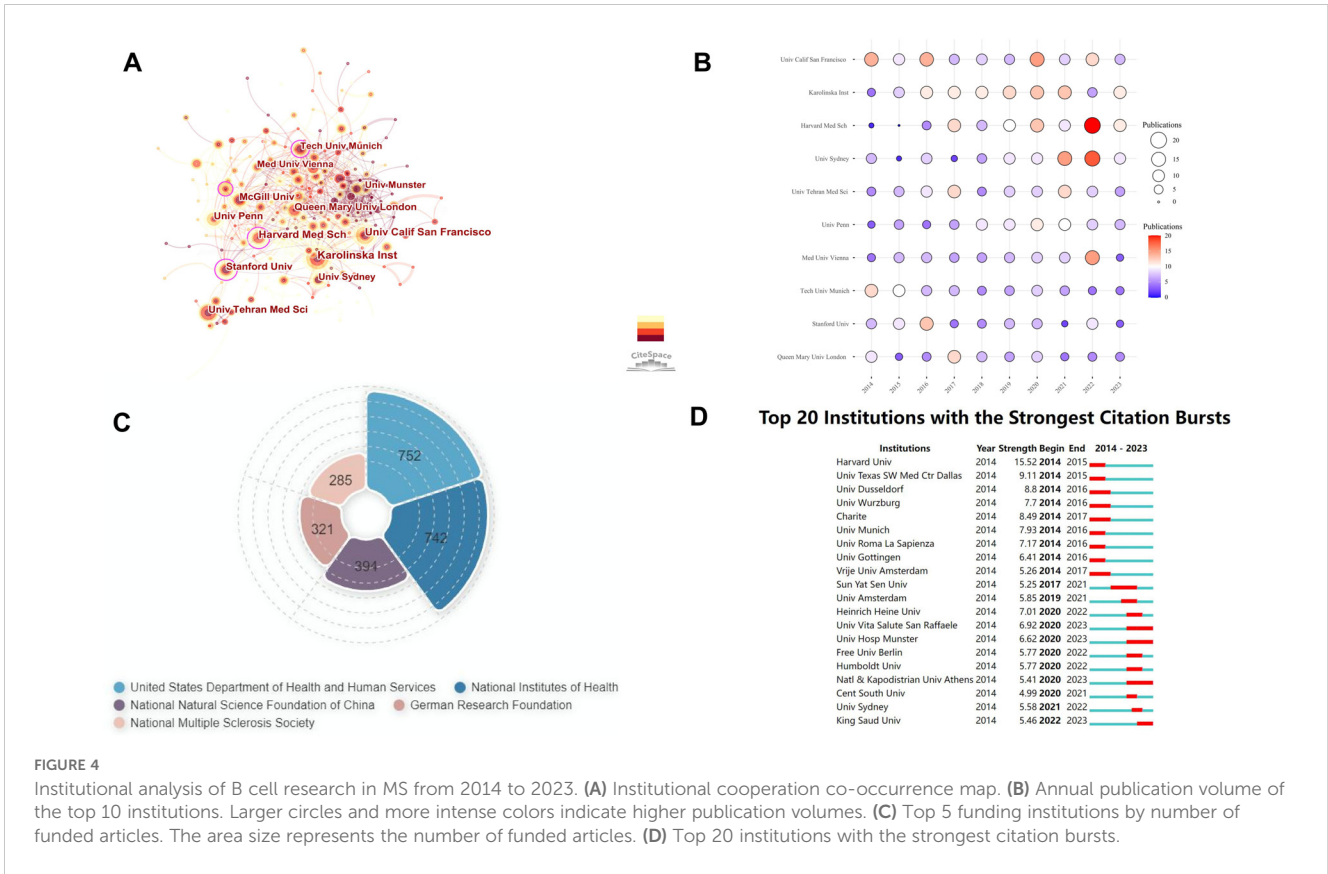 A
Tech Univ Munich
Med Univ Vienna
Univ Munster
McGill Univ
Queen Mary Univ London
Univ Penn
Harvard Med Sch
Univ Calif San Francisco
Karolinska Inst
Stanford Univ
Univ Sydney
Univ Tehran Med Sci
CiteSpace
B
Univ Calif San Francisco
Karolinska Inst
Harvard Med Sch
Univ Sydney
Univ Tehran Med Sci
Univ Penn
Med Univ Vienna
Tech Univ Munich
Stanford Univ
Queen Mary Univ London
2014 2015 2016 2017 2018 2019 2020 2021 2022 2023
Publications
20
15
10
5
0
Publications
20
15
10
5
0
C
752
742
394
321
285
United States Department of Health and Human Services National Institutes of Health
National Natural Science Foundation of China German Research Foundation
National Multiple Sclerosis Society
D
Top 20 Institutions with the Strongest Citation Bursts
Institutions Year Strength Begin End 2014 - 2023
Harvard Univ 2014 15.52 2014 2015
Univ Texas SW Med Ctr Dallas 2014 9.11 2014 2015
Univ Dusseldorf 2014 8.8 2014 2016
Univ Wurzburg 2014 7.7 2014 2016
Charite 2014 8.49 2014 2017
Univ Munich 2014 7.93 2014 2016
Univ Roma La Sapienza 2014 7.17 2014 2016
Univ Gottingen 2014 6.41 2014 2016
Vrije Univ Amsterdam 2014 5.26 2014 2017
Sun Yat Sen Univ 2014 5.25 2017 2021
Univ Amsterdam 2014 5.85 2019 2021
Heinrich Heine Univ 2014 7.01 2020 2022
Univ Vita Salute San Raffaele 2014 6.92 2020 2023
Univ Hosp Munster 2014 6.62 2020 2023
Free Univ Berlin 2014 5.77 2020 2022
Humboldt Univ 2014 5.77 2020 2022
Natl & Kapodistrian Univ Athens 2014 5.41 2020 2023
Cent South Univ 2014 4.99 2020 2021
Univ Sydney 2014 5.58 2021 2022
King Saud Univ 2014 5.46 2022 2023
FIGURE 4
Institutional analysis of B cell research in MS from 2014 to 2023. (A) Institutional cooperation co-occurrence map. (B) Annual publication volume of
the top 10 institutions. Larger circles and more intense colors indicate higher publication volumes. (C) Top 5 funding institutions by number of
funded articles. The area size represents the number of funded articles. (D) Top 20 institutions with the strongest citation bursts.